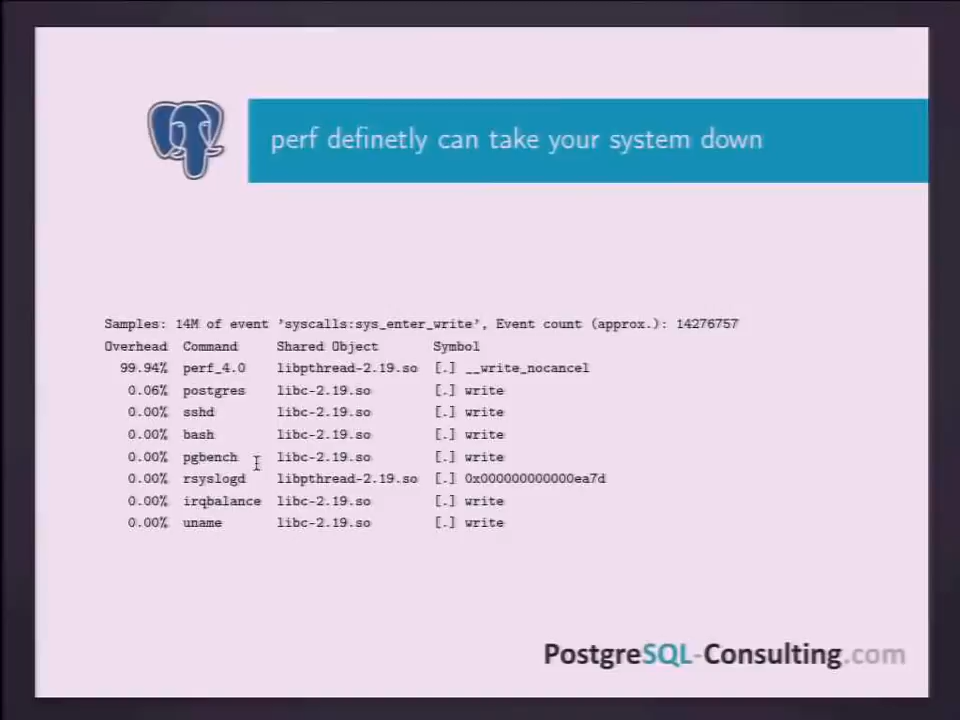 perf definetly can take your system down
Samples: 14M of event 'syscalls:sys_enter_write', Event count (approx.): 14276757
Overhead Command Shared Object Symbol
99.94% perf_4.0 libpthread-2.19.so [.] __write_nocancel
0.06% postgres libc-2.19.so [.] write
0.00% sshd libc-2.19.so [.] write
0.00% bash libc-2.19.so [.] write
0.00% pgbench libc-2.19.so [.] write
0.00% rsyslogd libpthread-2.19.so [.] 0x000000000000ea7d
0.00% irqbalance libc-2.19.so [.] write
0.00% uname libc-2.19.so [.] write
PostgreSQL-Consulting.com